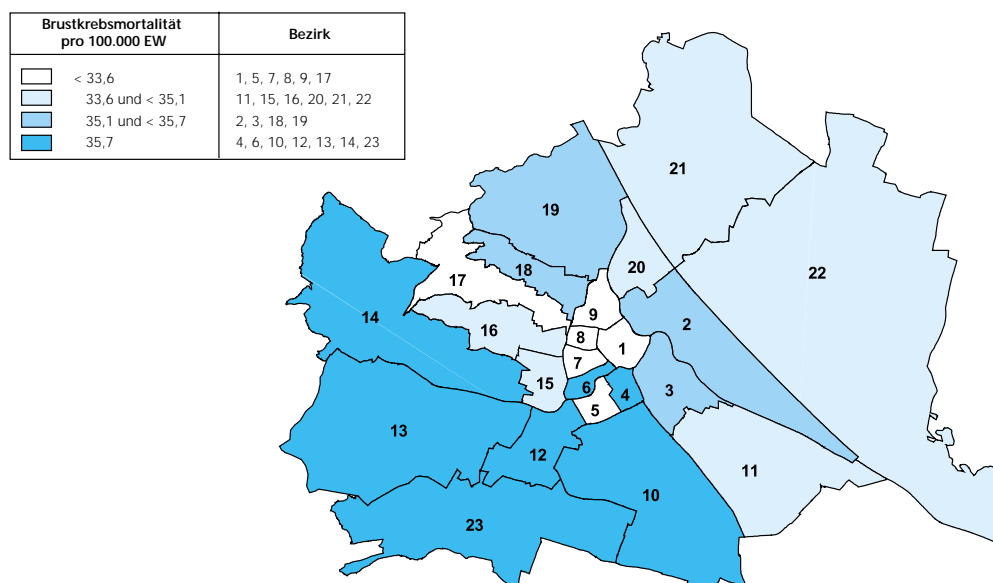 Brustkrebsmortalität
pro 100.000 EW
Bezirk
< 33,6
1, 5, 7, 8, 9, 17
33,6 und < 35,1
11, 15, 16, 20, 21, 22
35,1 und < 35,7
2, 3, 18, 19
35,7
4, 6, 10, 12, 13, 14, 23
21
19
20
18
22
17
14
9
2
16
8
1
7
15
6
3
4
5
13
12
11
10
23